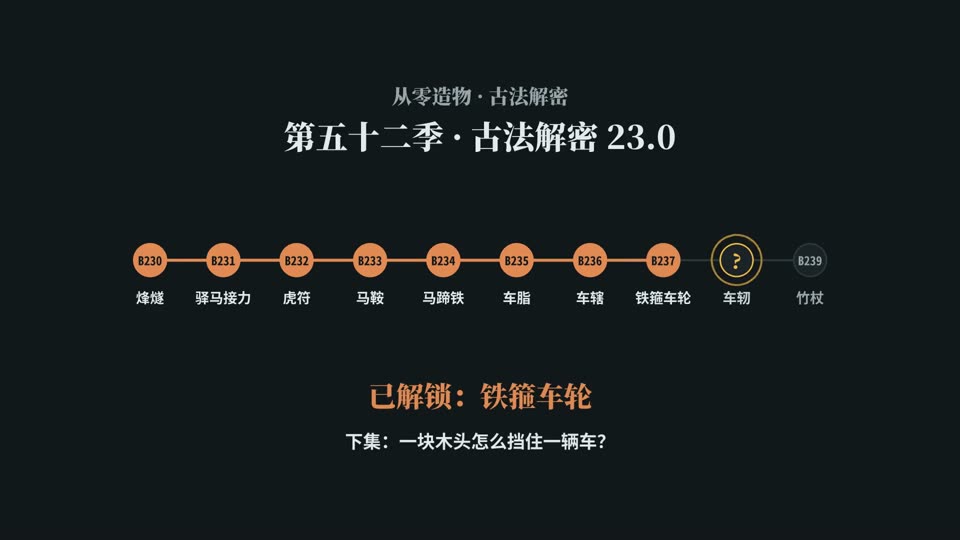 从零造物 · 古法解密
第五十二季 · 古法解密 23.0
B230 B231 B232 B233 B234 B235 B236 B237 ? B239
烽燧 驿马接力 虎符 马鞍 马蹄铁 车脂 车辖 铁箍车轮 车轫 竹杖
已解锁：铁箍车轮
下集：一块木头怎么挡住一辆车？